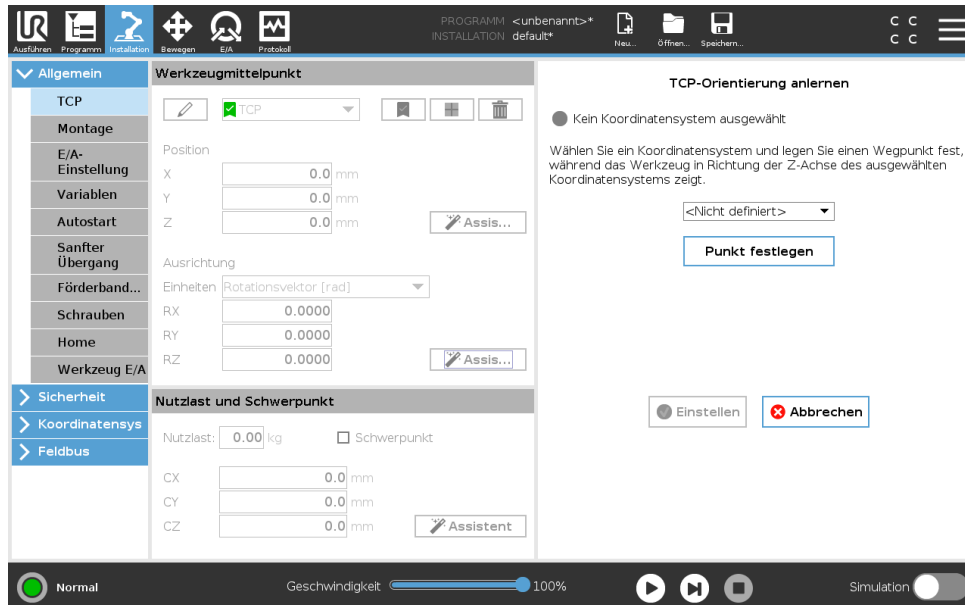 UR
PROGRAMM <unbenannt>*
INSTALLATION default*
C C
C C
Ausführen Programm Installation Bewegen E/A Protokoll Neu... Öffnen... Speichern...
Allgemein
TCP
Montage
E/A-
Einstellung
Variablen
Autostart
Sanfter
Übergang
Förderband...
Schrauben
Home
Werkzeug E/A
Sicherheit
Koordinatensys
Feldbus
Werkzeugmittelpunkt
TCP
Position
X 0.0 mm
Y 0.0 mm
Z 0.0 mm Assis...
Ausrichtung
Einheiten Rotationsvektor [rad]
RX 0.0000
RY 0.0000
RZ 0.0000 Assis...
Nutzlast und Schwerpunkt
Nutzlast: 0.00 kg Schwerpunkt
CX 0.0 mm
CY 0.0 mm
CZ 0.0 mm Assistent
TCP-Orientierung anlernen
Kein Koordinatensystem ausgewählt
Wählen Sie ein Koordinatensystem und legen Sie einen Wegpunkt fest,
während das Werkzeug in Richtung der Z-Achse des ausgewählten
Koordinatensystems zeigt.
<Nicht definiert>
Punkt festlegen
Einstellen Abbrechen
Normal Geschwindigkeit 100% Simulation